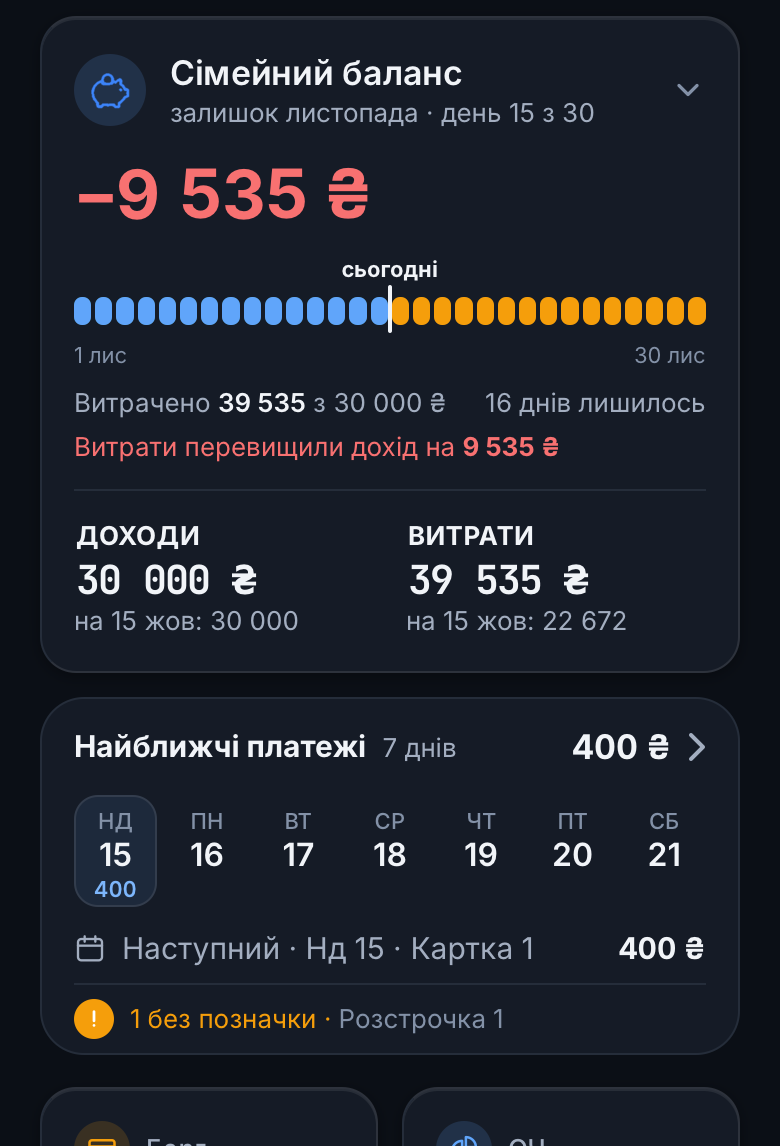 Сімейний баланс
залишок листопада · день 15 з 30
−9 535 ₴
сьогодні
1 лис 30 лис
Витрачено 39 535 з 30 000 ₴ 16 днів лишилось
Витрати перевищили дохід на 9 535 ₴
ДОХОДИ ВИТРАТИ
30 000 ₴ 39 535 ₴
на 15 жов: 30 000 на 15 жов: 22 672
Найближчі платежі 7 днів 400 ₴
НД ПН ВТ СР ЧТ ПТ СБ
15 16 17 18 19 20 21
400
Наступний · Нд 15 · Картка 1 400 ₴
1 без позначки · Розстрочка 1